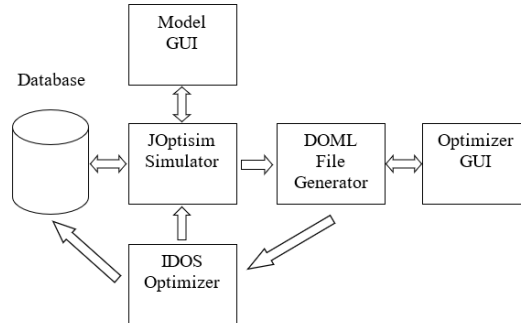 Model
GUI
Database
JOptisim
Simulator
DOML
File
Generator
Optimizer
GUI
IDOS
Optimizer